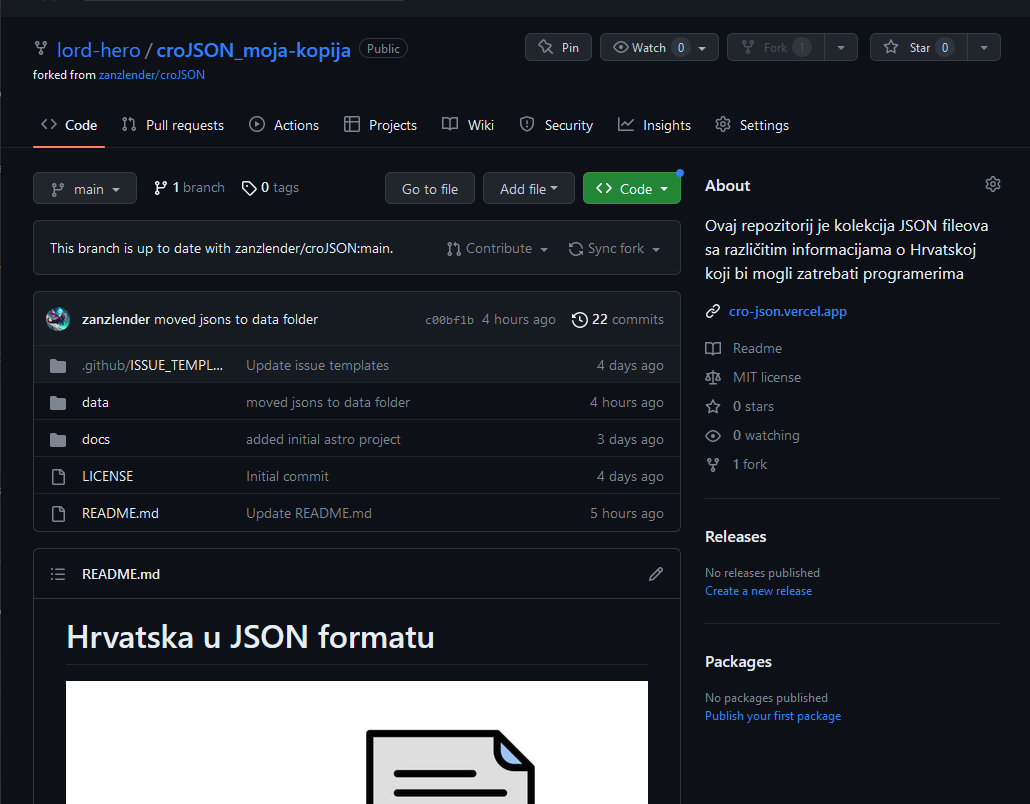 lord-hero / croJSON_moja-kopija Public
Pin Watch 0 Fork 1 Star 0
forked from zanzlender/croJSON
Code Pull requests Actions Projects Wiki Security Insights Settings
main 1 branch 0 tags Go to file Add file Code
This branch is up to date with zanzlender/croJSON:main. Contribute Sync fork
zanzlender moved jsons to data folder c00bf1b 4 hours ago 22 commits
.github/ISSUE_TEMPL... Update issue templates 4 days ago
data moved jsons to data folder 4 hours ago
docs added initial astro project 3 days ago
LICENSE Initial commit 4 days ago
README.md Update README.md 5 hours ago
README.md
Hrvatska u JSON formatu
About
Ovaj repozitorij je kolekcija JSON fileova
sa različitim informacijama o Hrvatskoj
koji bi mogli zatrebati programerima
cro-json.vercel.app
Readme
MIT license
0 stars
0 watching
1 fork
Releases
No releases published
Create a new release
Packages
No packages published
Publish your first package